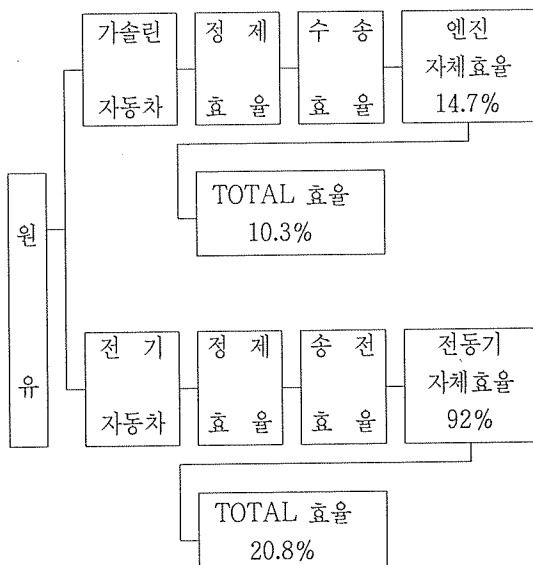 원
유
가솔린
자동차
정 제
효 율
수 송
효 율
엔진
자체효율
14.7%
TOTAL 효율
10.3%
전 기
자동차
정 제
효 율
송 전
효 율
전동기
자체효율
92%
TOTAL 효율
20.8%